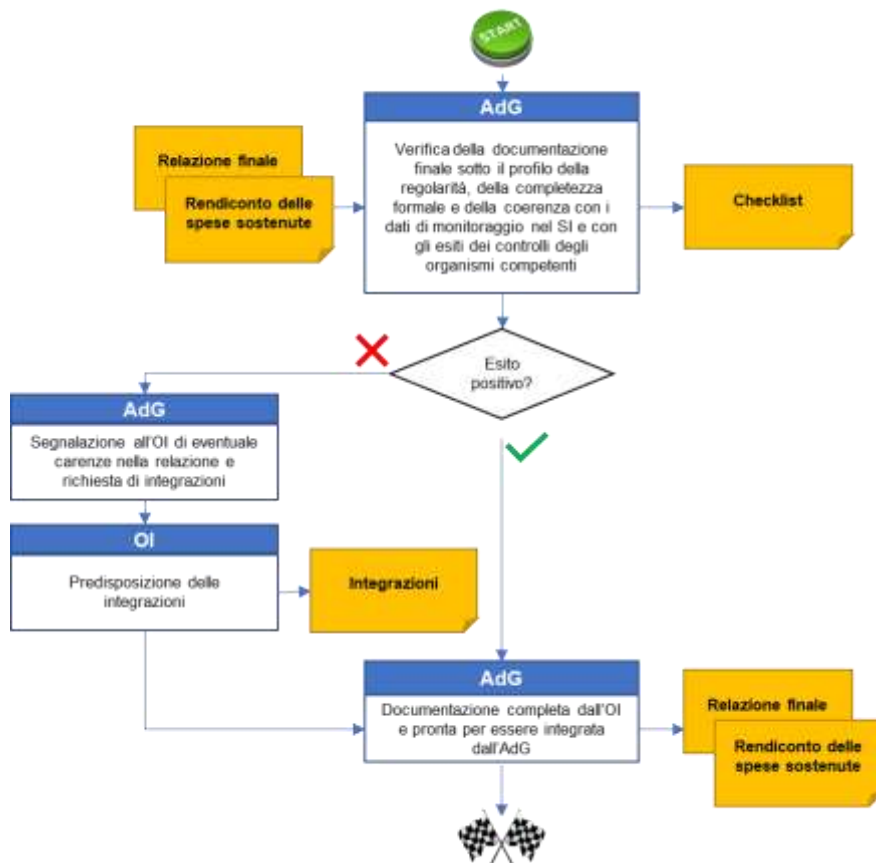 START
AdG
Verifica della documentazione
finale sotto il profilo della
regolarità, della completezza
formale e della coerenza con i
dati di monitoraggio nel SI e con
gli esiti dei controlli degli
organismi competenti
Relazione finale
Rendiconto delle
spese sostenute
Checklist
Esito
positivo?
AdG
Segnalazione all'OI di eventuale
carenze nella relazione e
richiesta di integrazioni
OI
Predisposizione delle
integrazioni
Integrazioni
AdG
Documentazione completa dall'OI
e pronta per essere integrata
dall'AdG
Relazione finale
Rendiconto delle
spese sostenute